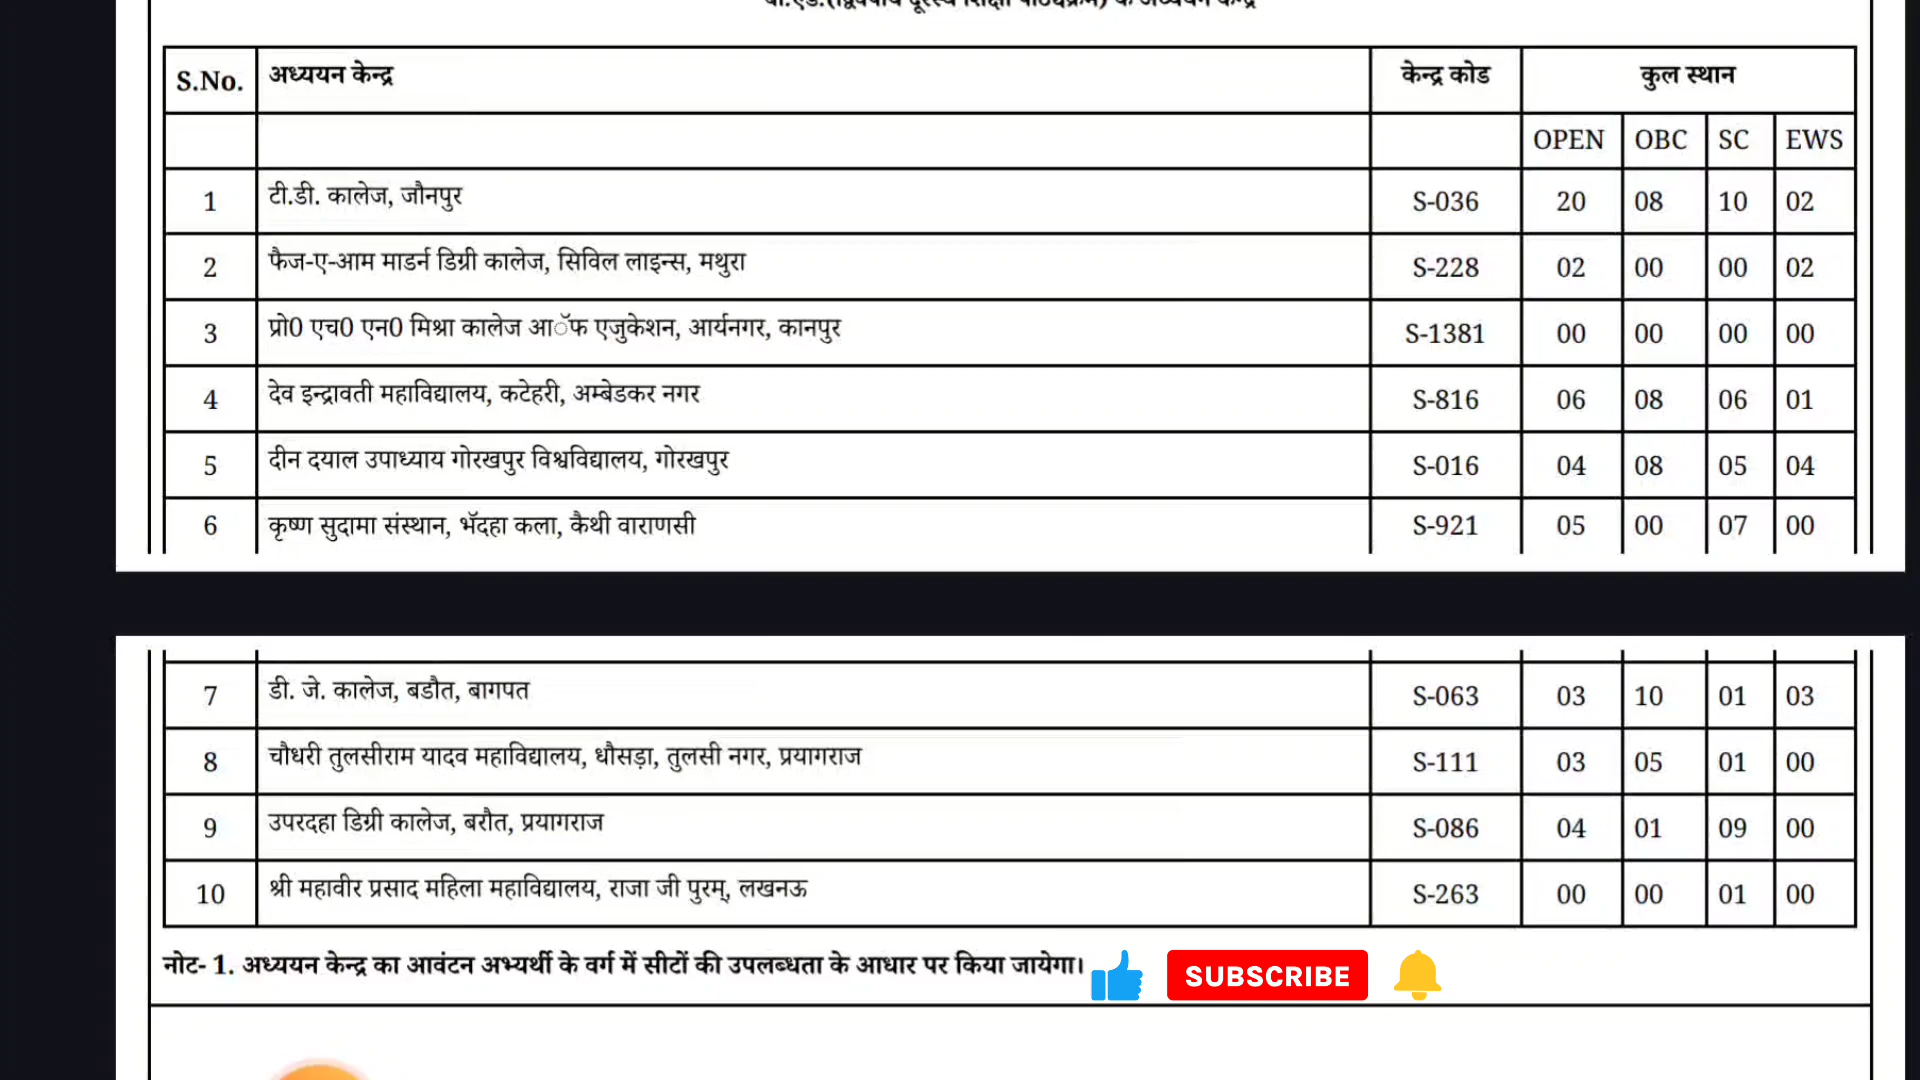 S.No. अध्ययन केन्द्र केन्द्र कोड कुल स्थान
OPEN OBC SC EWS
1 टी.डी. कालेज, जौनपुर S-036 20 08 10 02
2 फैज-ए-आम माडर्न डिग्री कालेज, सिविल लाइन्स, मथुरा S-228 02 00 00 02
3 प्रो0 एच0 एन0 मिश्रा कालेज आॅफ एजुकेशन, आर्यनगर, कानपुर S-1381 00 00 00 00
4 देव इन्द्रावती महाविद्यालय, कटेहरी, अम्बेडकर नगर S-816 06 08 06 01
5 दीन दयाल उपाध्याय गोरखपुर विश्वविद्यालय, गोरखपुर S-016 04 08 05 04
6 कृष्ण सुदामा संस्थान, भॅदहा कला, कैथी वाराणसी S-921 05 00 07 00
7 डी. जे. कालेज, बडौत, बागपत S-063 03 10 01 03
8 चौधरी तुलसीराम यादव महाविद्यालय, धौसड़ा, तुलसी नगर, प्रयागराज S-111 03 05 01 00
9 उपरदहा डिग्री कालेज, बरौत, प्रयागराज S-086 04 01 09 00
10 श्री महावीर प्रसाद महिला महाविद्यालय, राजा जी पुरम्, लखनऊ S-263 00 00 01 00
नोट- 1. अध्ययन केन्द्र का आवंटन अभ्यर्थी के वर्ग में सीटों की उपलब्धता के आधार पर किया जायेगा।
SUBSCRIBE